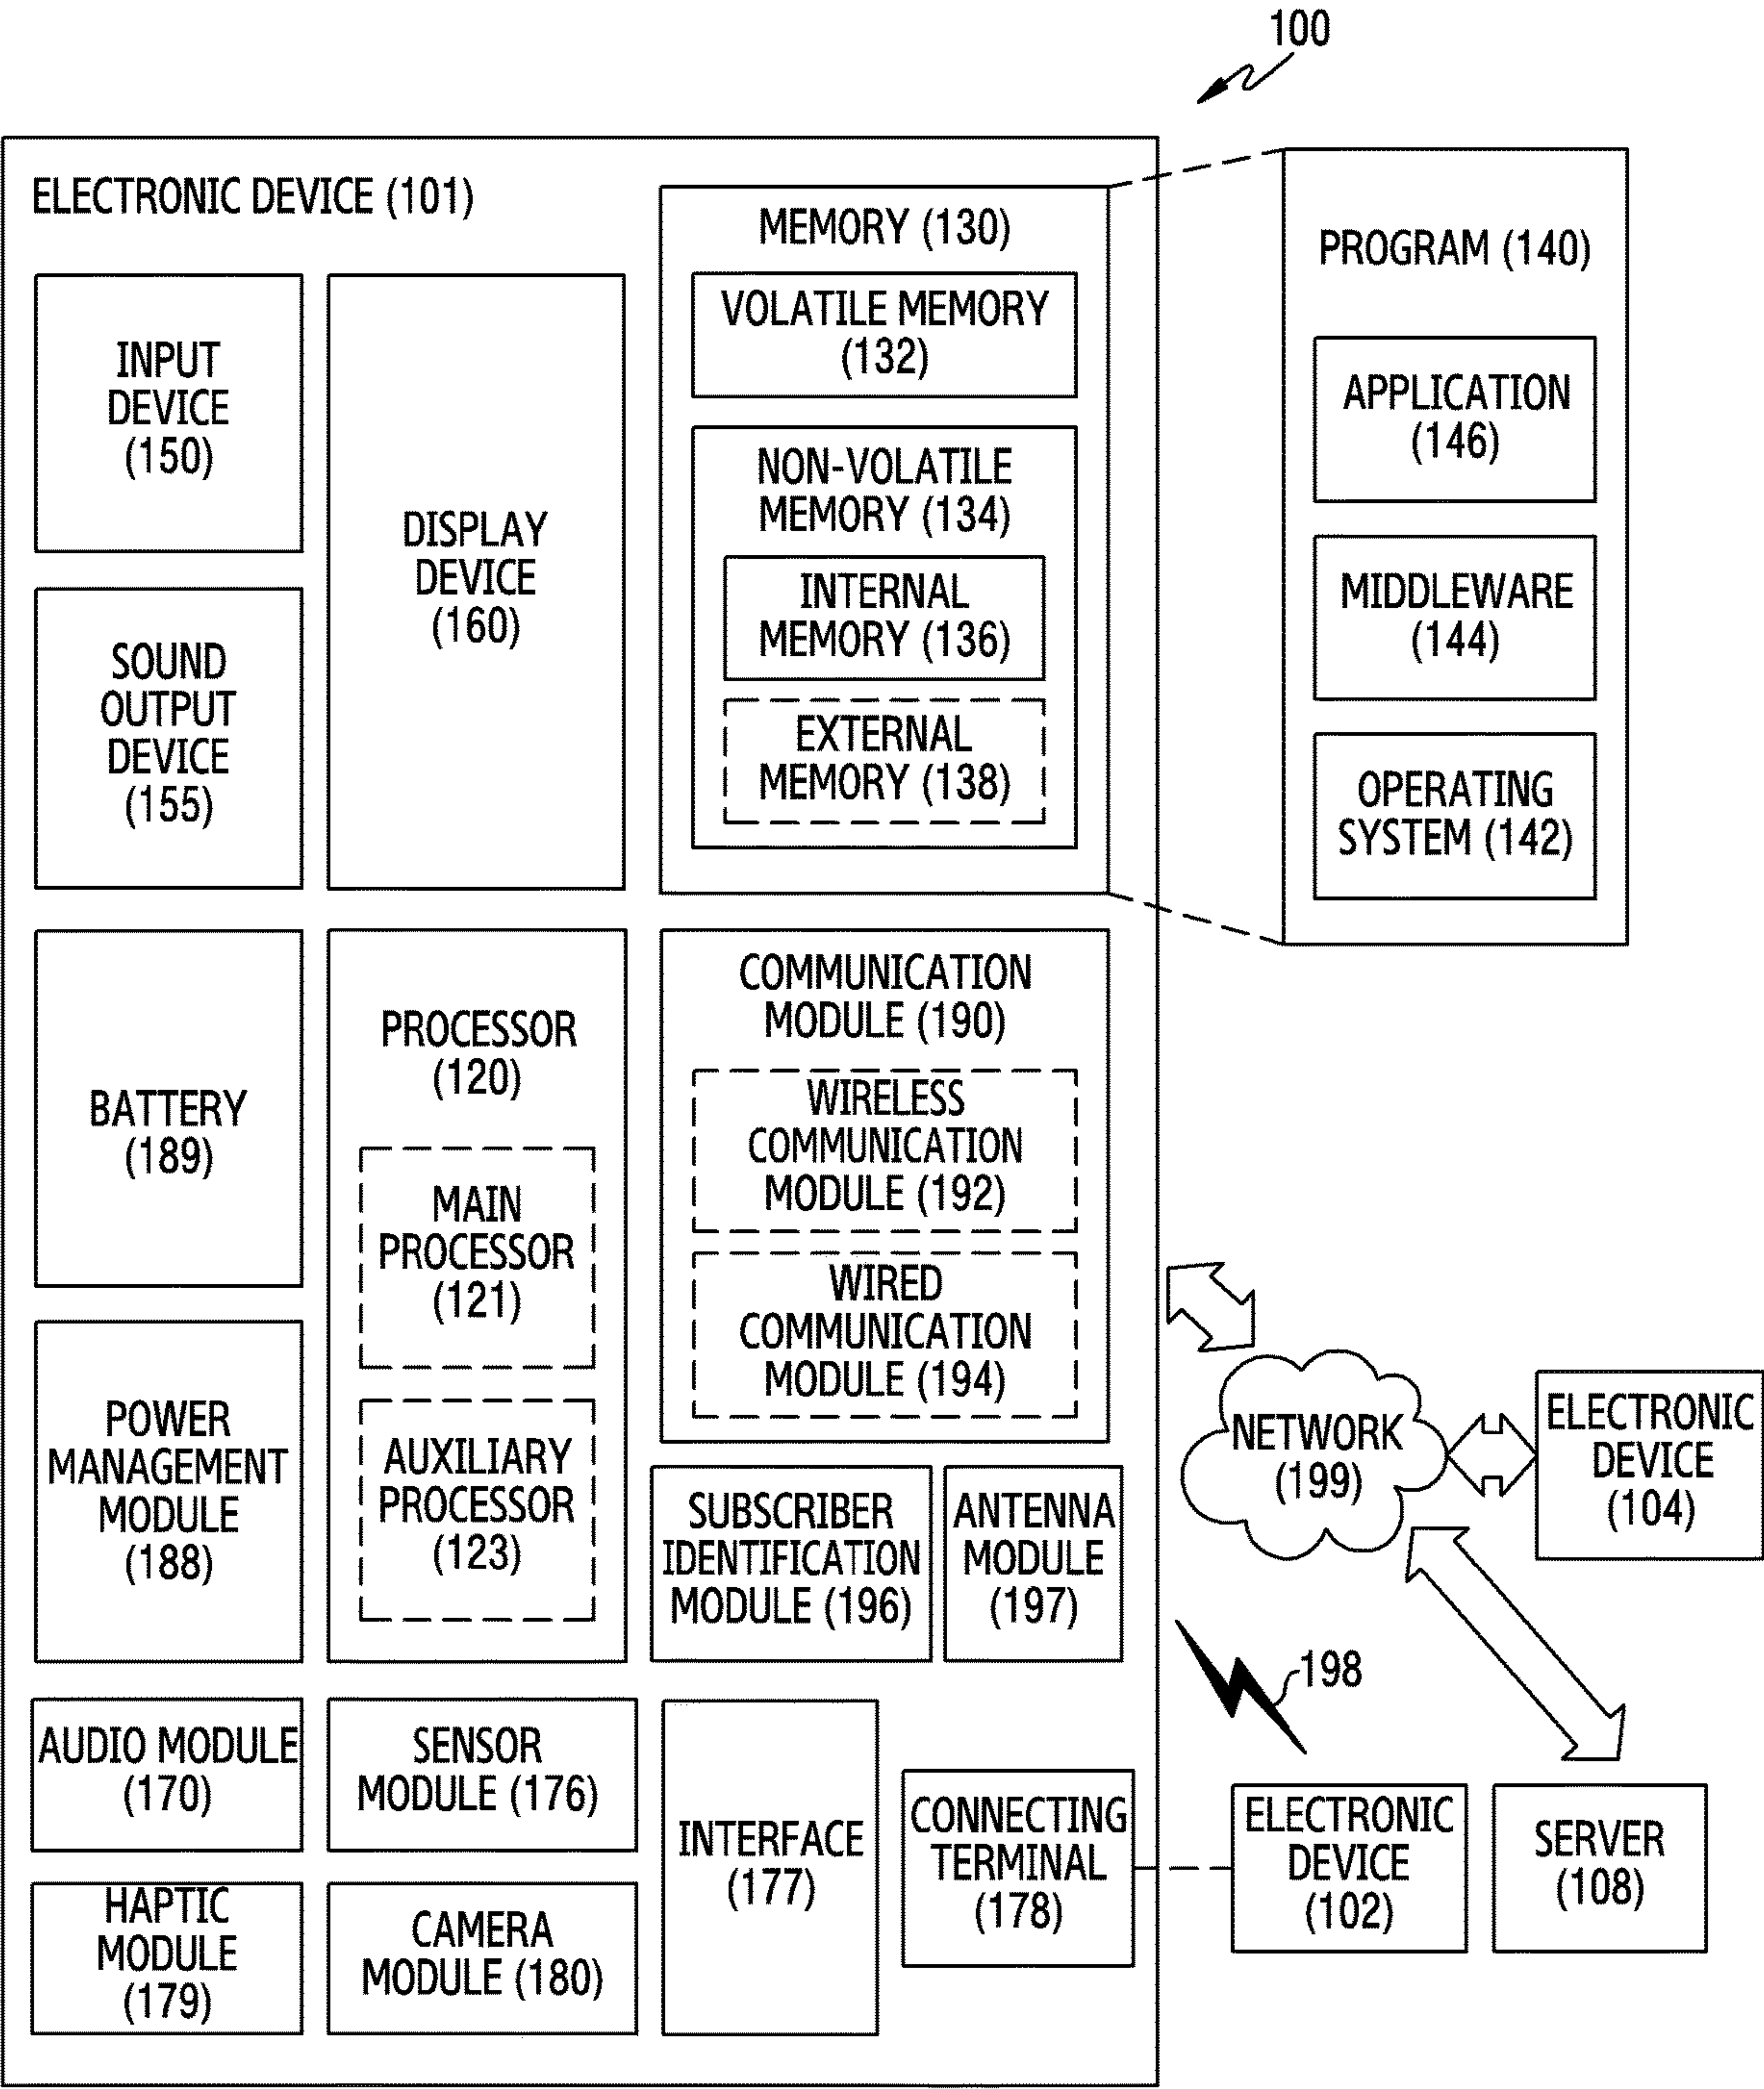 100
ELECTRONIC DEVICE (101)
INPUT
DEVICE
(150)
SOUND
OUTPUT
DEVICE
(155)
DISPLAY
DEVICE
(160)
MEMORY (130)
VOLATILE MEMORY
(132)
NON-VOLATILE
MEMORY (134)
INTERNAL
MEMORY (136)
EXTERNAL
MEMORY (138)
PROGRAM (140)
APPLICATION
(146)
MIDDLEWARE
(144)
OPERATING
SYSTEM (142)
BATTERY
(189)
POWER
MANAGEMENT
MODULE
(188)
PROCESSOR
(120)
MAIN
PROCESSOR
(121)
AUXILIARY
PROCESSOR
(123)
COMMUNICATION
MODULE (190)
WIRELESS
COMMUNICATION
MODULE (192)
WIRED
COMMUNICATION
MODULE (194)
SUBSCRIBER
IDENTIFICATION
MODULE (196)
ANTENNA
MODULE
(197)
NETWORK
(199)
ELECTRONIC
DEVICE
(104)
198
AUDIO MODULE
(170)
SENSOR
MODULE (176)
HAPTIC
MODULE
(179)
CAMERA
MODULE (180)
INTERFACE
(177)
CONNECTING
TERMINAL
(178)
ELECTRONIC
DEVICE
(102)
SERVER
(108)